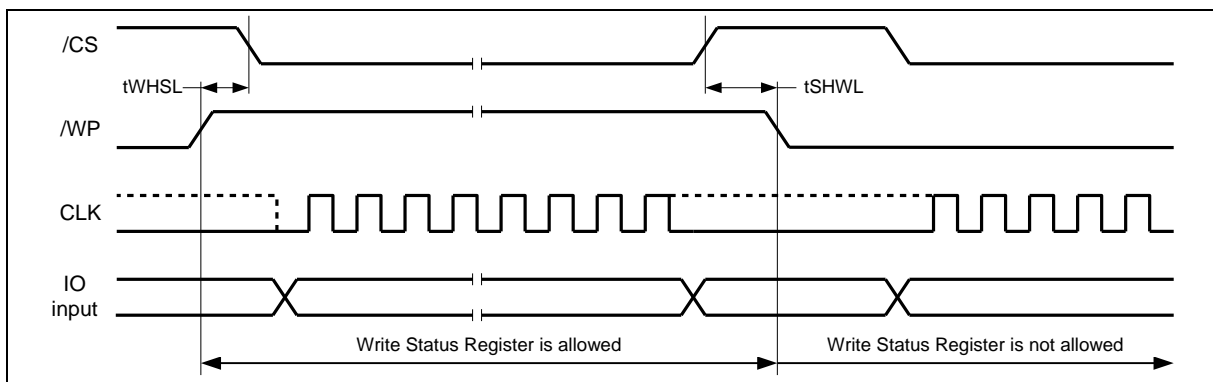 /CS
tWHSL
tSHWL
/WP
CLK
IO
input
Write Status Register is allowed
Write Status Register is not allowed